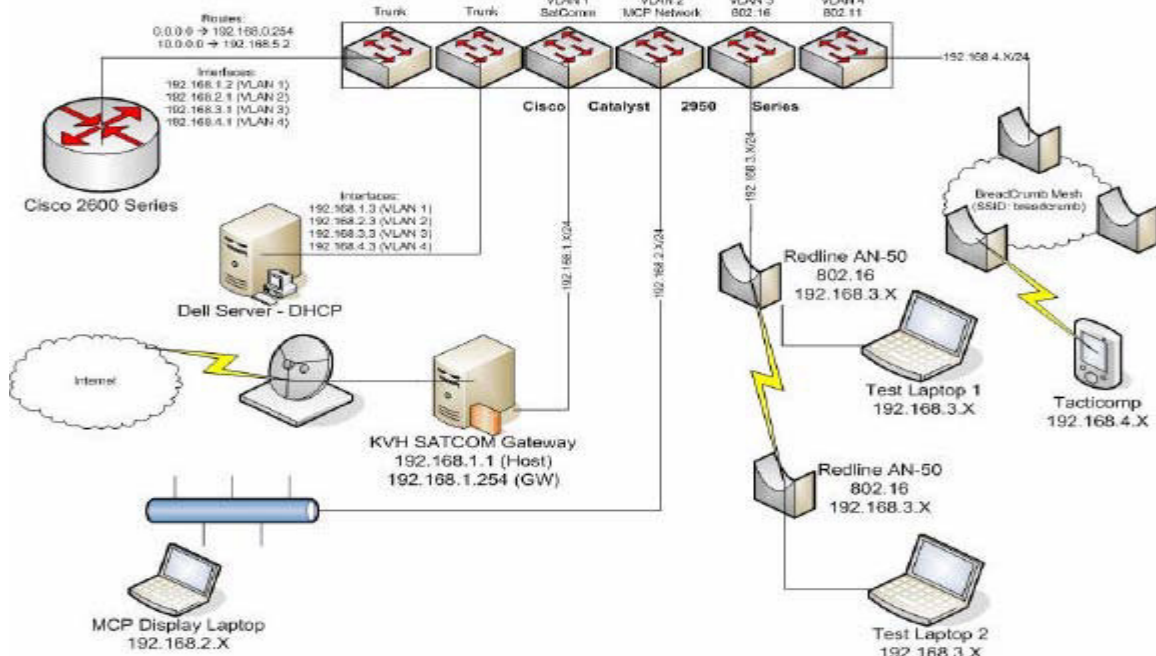 Trunk
Trunk
VLAN 1
SatComm
VLAN 2
MCP Network
VLAN 3
802.16
VLAN 4
802.11
Routes:
0.0.0.0 → 192.168.0.254
10.0.0.0 → 192.168.5.2
Interfaces:
192.168.1.2 (VLAN 1)
192.168.2.1 (VLAN 2)
192.168.3.1 (VLAN 3)
192.168.4.1 (VLAN 4)
Cisco Catalyst 2950 Series
192.168.4.X/24
Cisco 2600 Series
Interfaces:
192.168.1.3 (VLAN 1)
192.168.2.3 (VLAN 2)
192.168.3.3 (VLAN 3)
192.168.4.3 (VLAN 4)
Dell Server - DHCP
192.168.1.X/24
192.168.2.X/24
192.168.3.X/24
BreadCrumb Mesh
(SSID: breadcrumb)
Redline AN-50
802.16
192.168.3.X
Internet
Test Laptop 1
192.168.3.X
Tacticomp
192.168.4.X
KVH SATCOM Gateway
192.168.1.1 (Host)
192.168.1.254 (GW)
Redline AN-50
802.16
192.168.3.X
MCP Display Laptop
192.168.2.X
Test Laptop 2
192.168.3.X